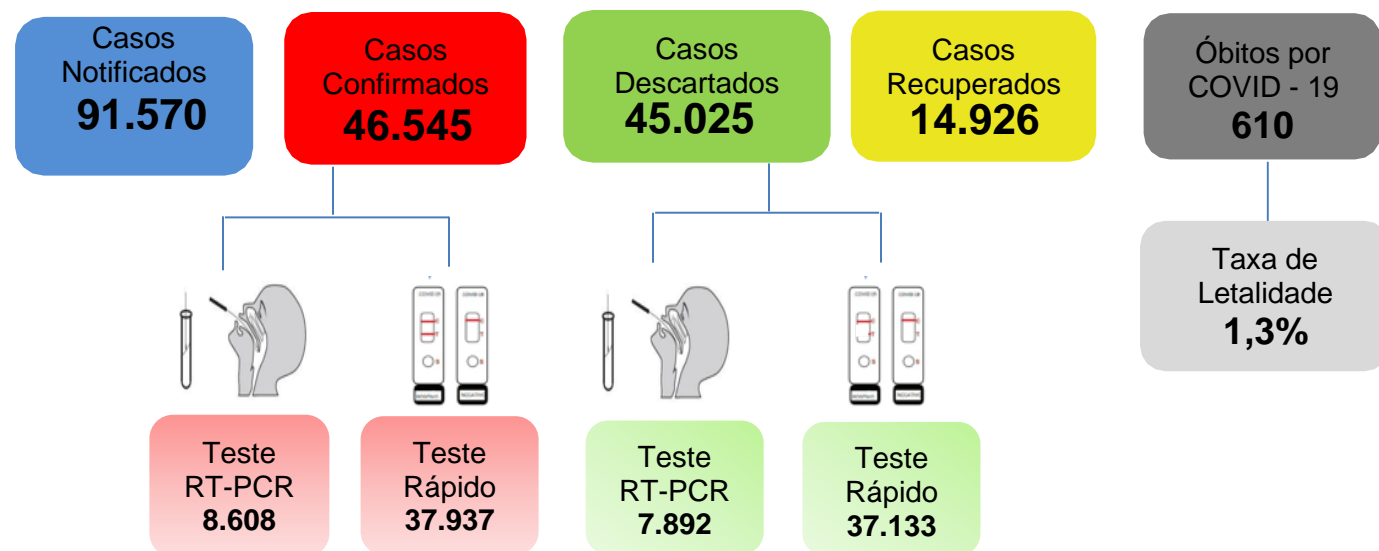 Casos
Notificados
91.570
Casos
Confirmados
46.545
Casos
Descartados
45.025
Casos
Recuperados
14.926
Óbitos por
COVID - 19
610
Taxa de
Letalidade
1,3%
Teste
RT-PCR
8.608
Teste
Rápido
37.937
Teste
RT-PCR
7.892
Teste
Rápido
37.133